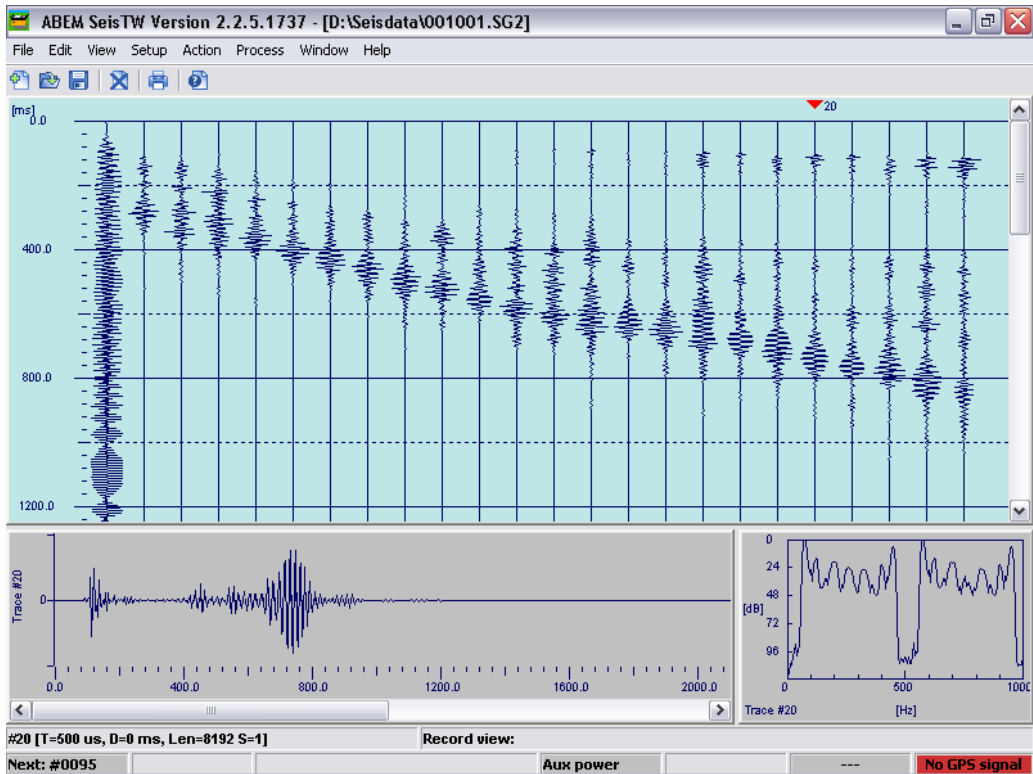 ABEM SeisTW Version 2.2.5.1737 - [D:\Seisdata\001001.SG2]
File Edit View Setup Action Process Window Help
20
[ms]
0.0
400.0
800.0
1200.0
Trace #20
0
0.0 400.0 800.0 1200.0 1600.0 2000.0
0
24
48
[dB]
72
96
0 500 1000
Trace #20 [Hz]
#20 [T=500 us, D=0 ms, Len=8192 S=1] Record view:
Next: #0095 Aux power --- No GPS signal